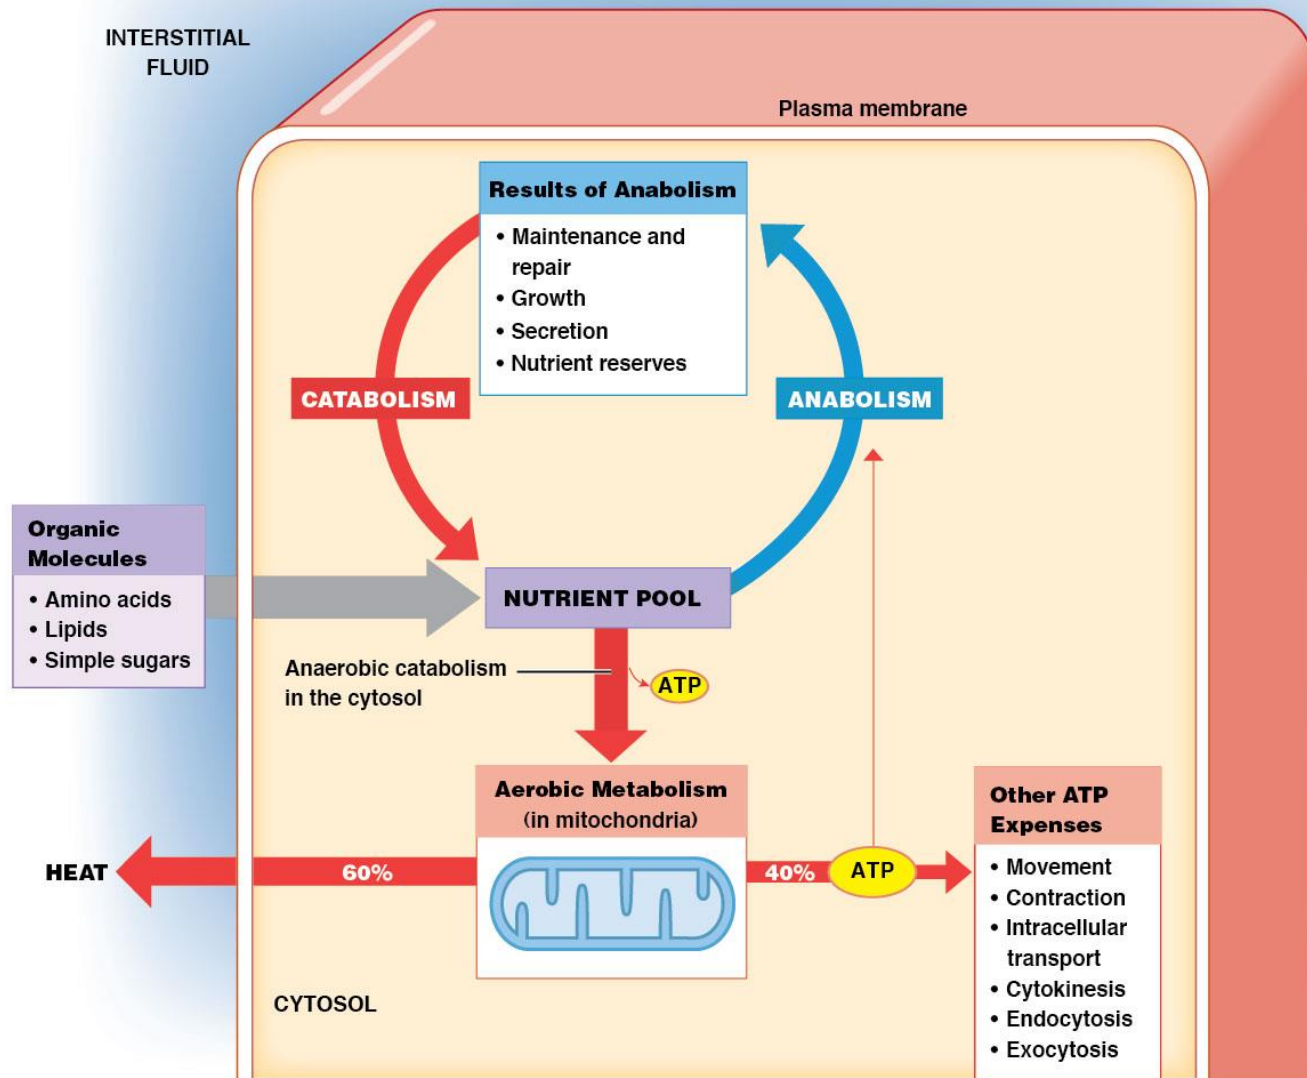 INTERSTITIAL
FLUID
Plasma membrane
Results of Anabolism
• Maintenance and
repair
• Growth
• Secretion
• Nutrient reserves
CATABOLISM
ANABOLISM
Organic
Molecules
• Amino acids
• Lipids
• Simple sugars
NUTRIENT POOL
Anaerobic catabolism
in the cytosol
ATP
Aerobic Metabolism
(in mitochondria)
HEAT
60%
40%
ATP
Other ATP
Expenses
• Movement
• Contraction
• Intracellular
transport
• Cytokinesis
• Endocytosis
• Exocytosis
CYTOSOL